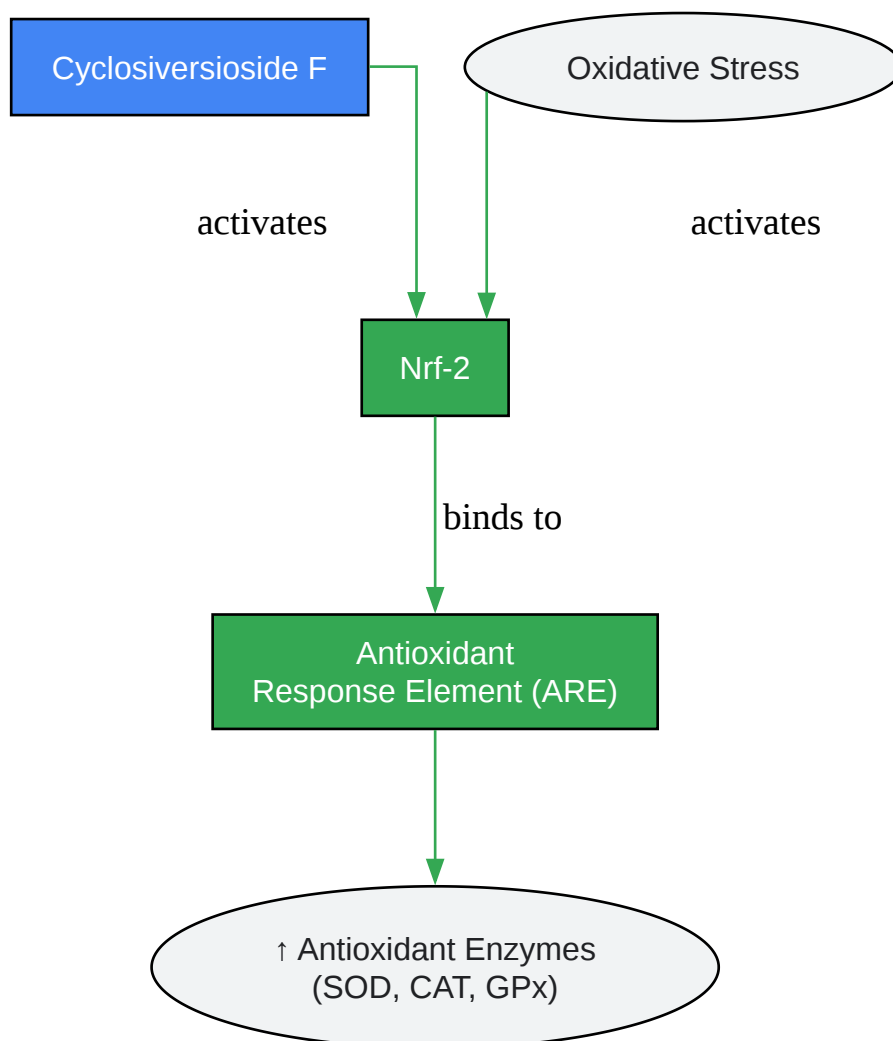 Cyclosiversioside F
Oxidative Stress
activates
activates
Nrf-2
binds to
Antioxidant
Response Element (ARE)
↑ Antioxidant Enzymes
(SOD, CAT, GPx)